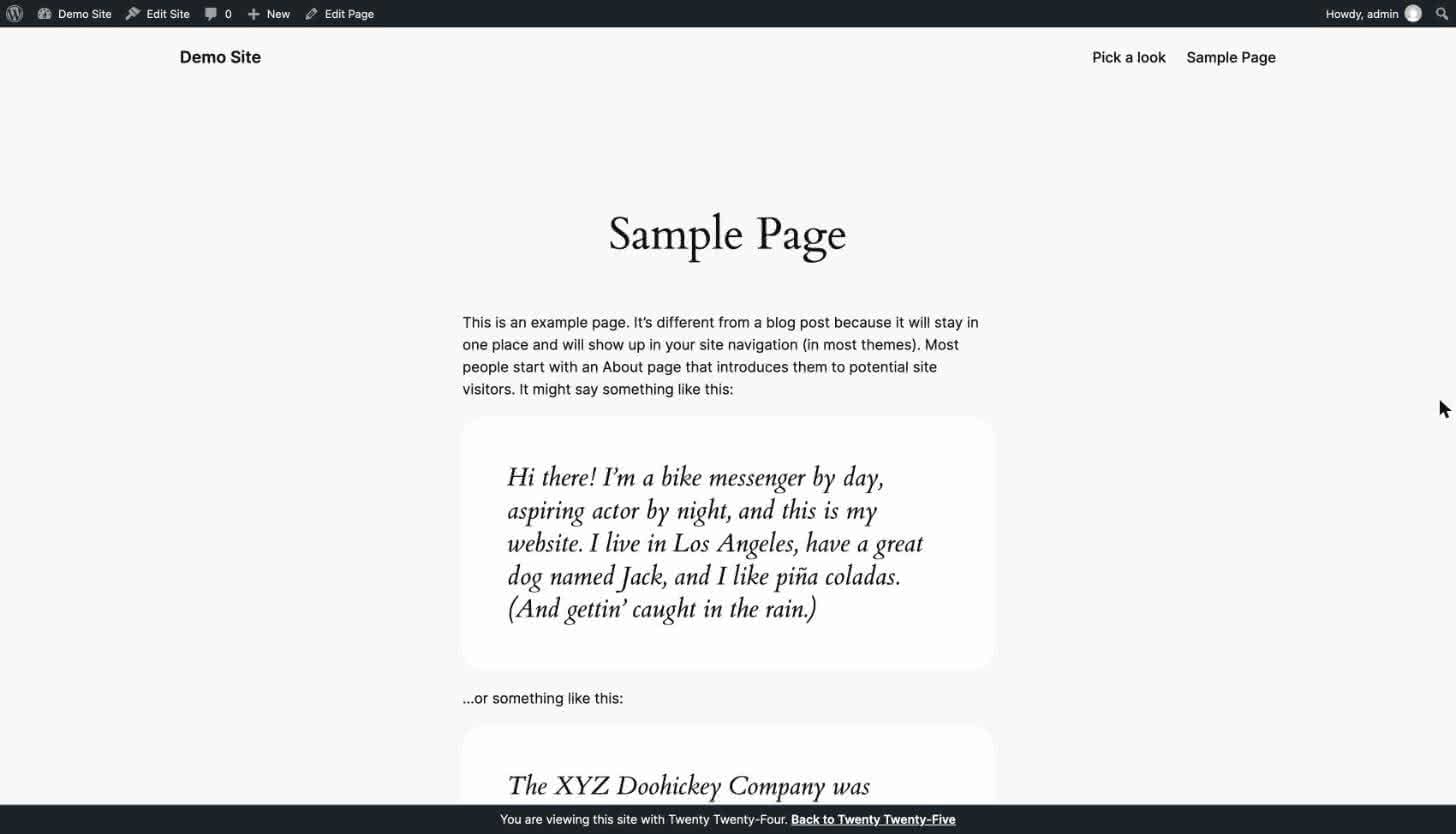 Demo Site Edit Site 0 New Edit Page Howdy, admin
Demo Site Pick a look Sample Page
Sample Page
This is an example page. It’s different from a blog post because it will stay in
one place and will show up in your site navigation (in most themes). Most
people start with an About page that introduces them to potential site
visitors. It might say something like this:
Hi there! I’m a bike messenger by day,
aspiring actor by night, and this is my
website. I live in Los Angeles, have a great
dog named Jack, and I like piña coladas.
(And gettin’ caught in the rain.)
…or something like this:
The XYZ Doohickey Company was
You are viewing this site with Twenty Twenty-Four. Back to Twenty Twenty-Five